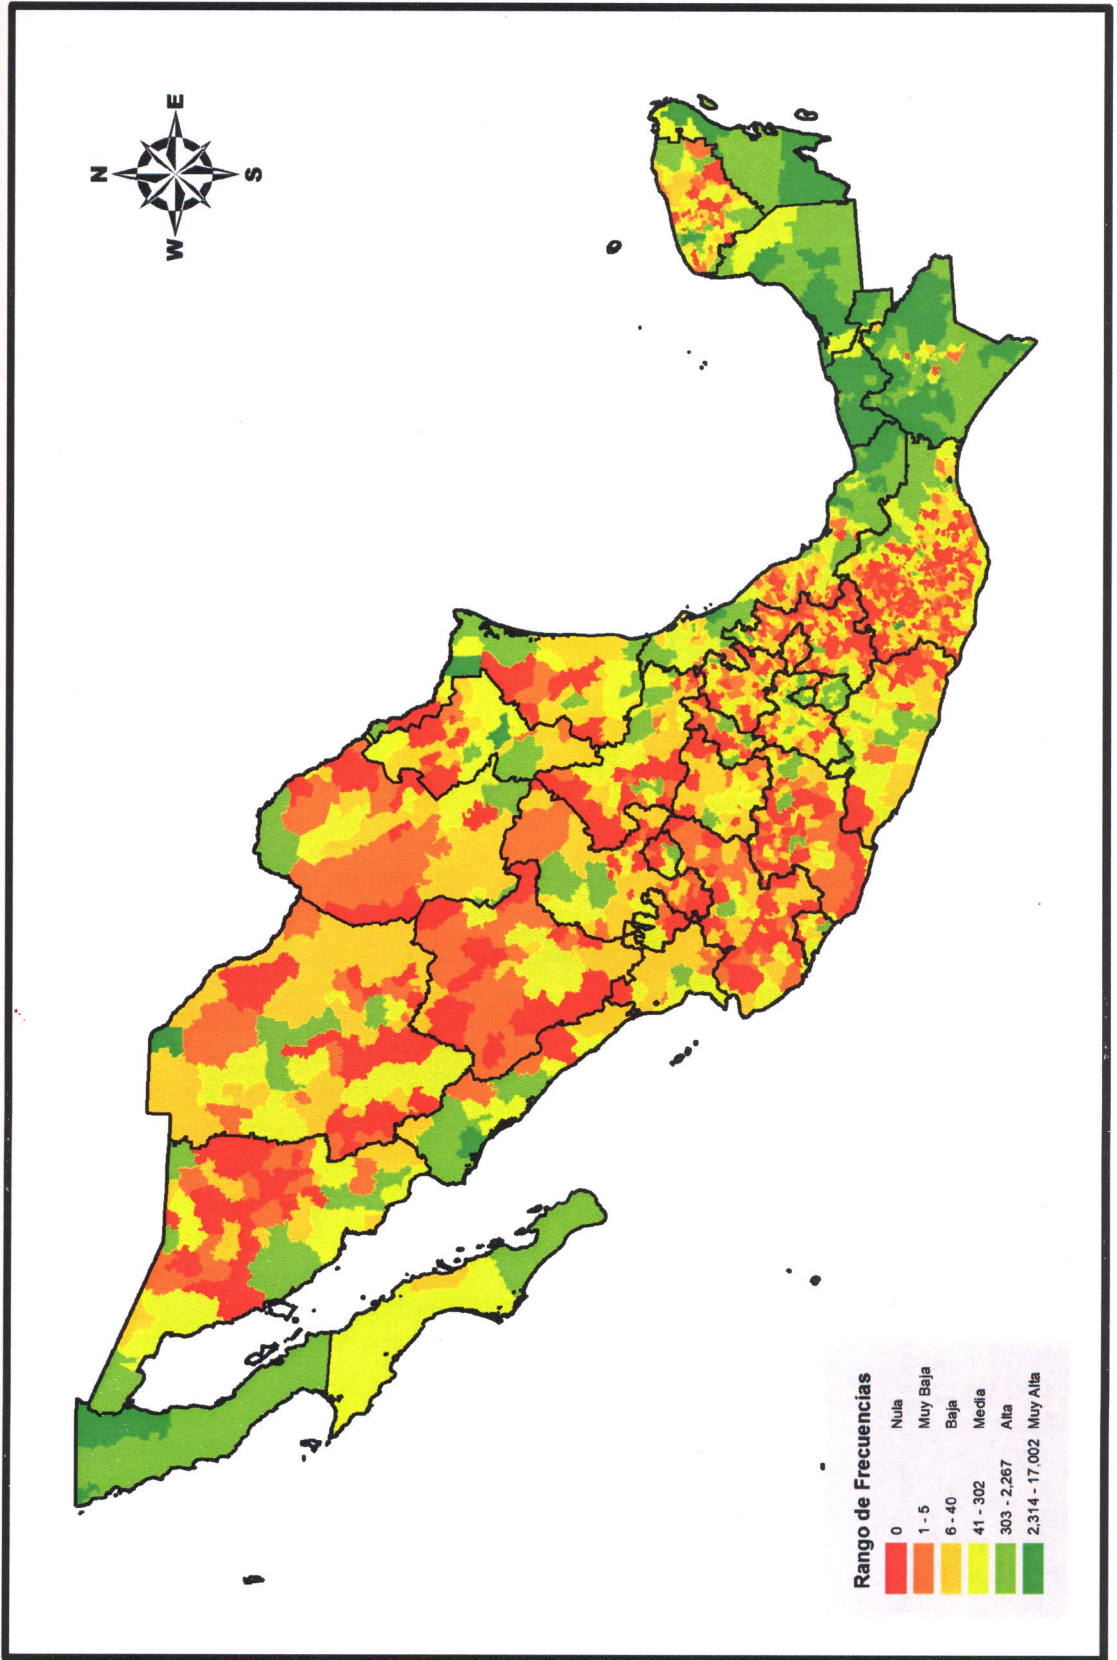 N
E
W
S
Rango de Frecuencias
0 Nula
1 - 5 Muy Baja
6 - 40 Baja
41 - 302 Media
303 - 2,267 Alta
2,314 - 17,002 Muy Alta